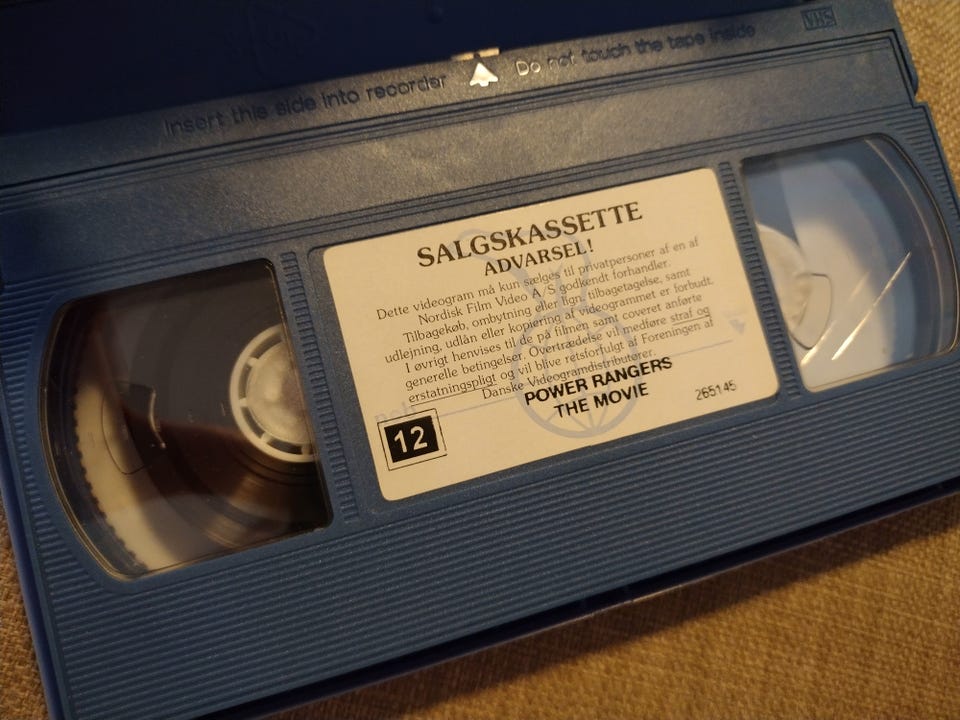 VHS
Insert this side into recorder Do not touch the tape inside
SALGSKASSETTE
ADVARSEL!
Dette videogram må kun sælges til privatpersoner af en af
Nordisk Film Video A/S godkendt forhandler.
Tilbagekøb, ombytning eller lign. tilbagetagelse, samt
udlejning, udlån eller kopiering af videogrammet er forbudt.
I øvrigt henvises til de på filmen samt coveret anførte
generelle betingelser. Overtrædelse vil medføre straf og
erstatningspligt og vil blive retsforfulgt af Foreningen af
Danske Videogramdistributører.
POWER RANGERS
THE MOVIE
265145
12